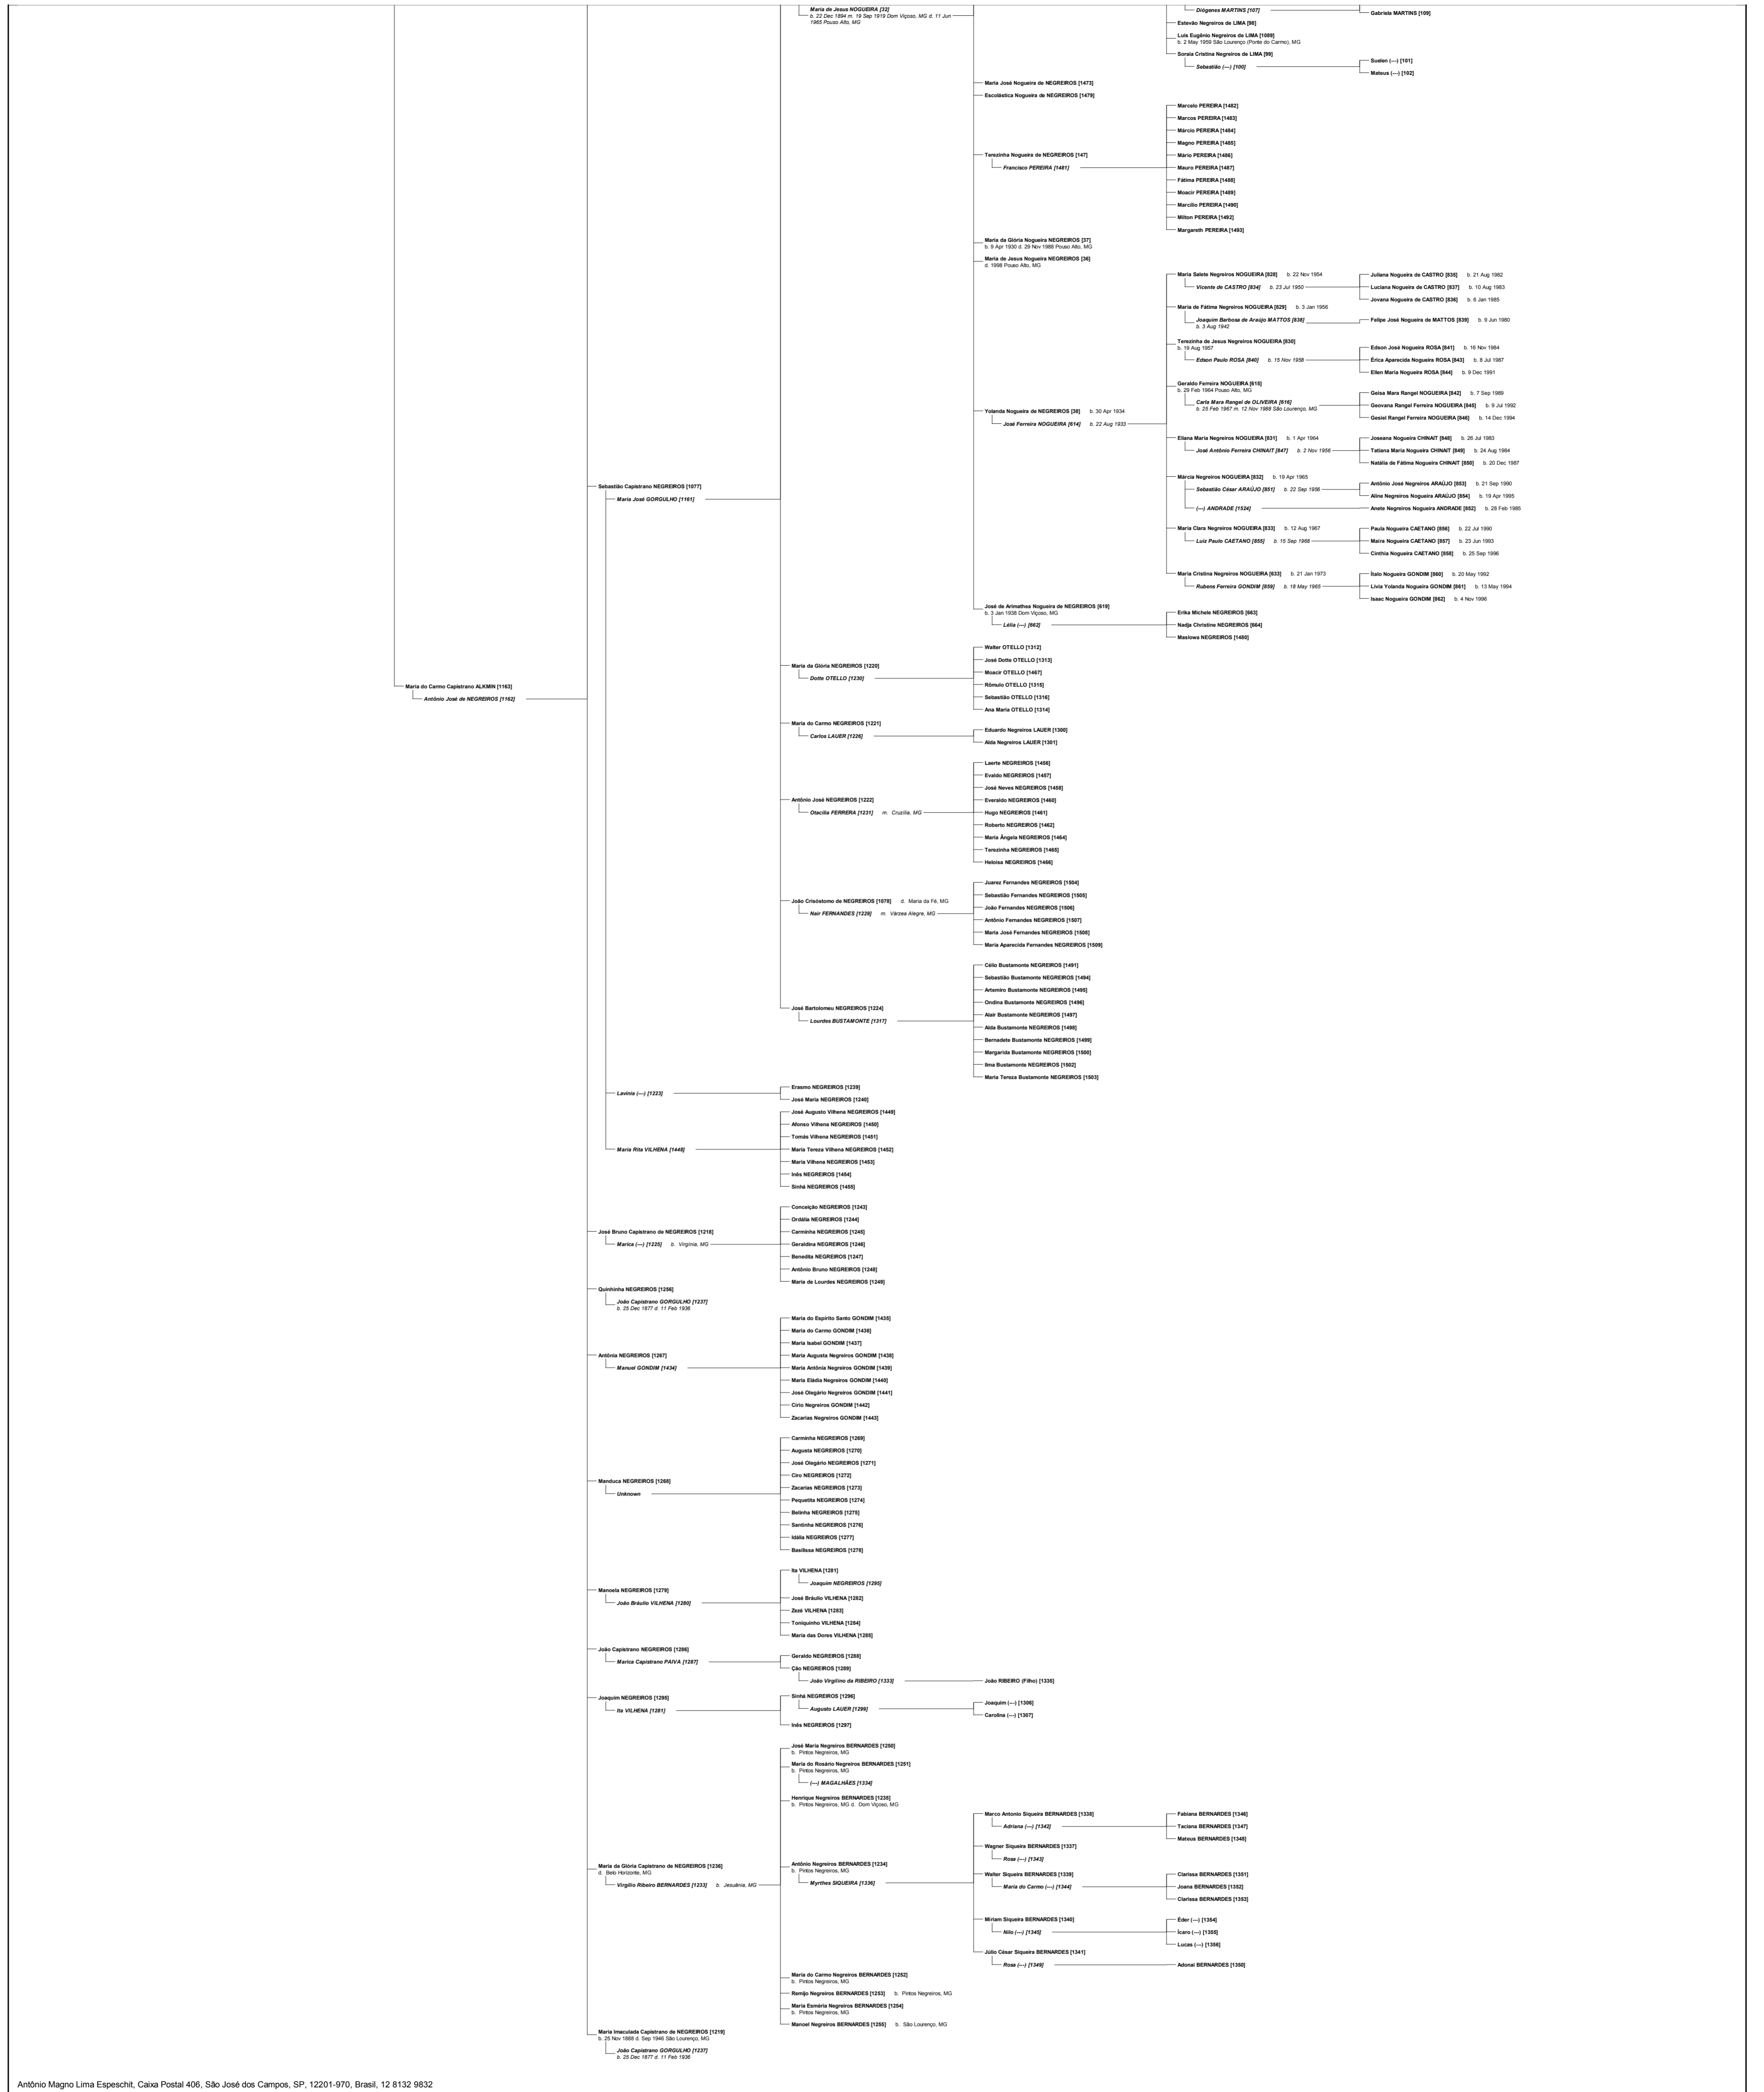 Maria de Jesus NOGUEIRA [32]
b. 22 Dec 1894 m. 19 Sep 1919 Dom Viçoso, MG d. 11 Jun
1965 Pouso Alto, MG
Diógenes MARTINS [107]
Gabriela MARTINS [109]
Estevão Negreiros de LIMA [98]
Luis Eugênio Negreiros de LIMA [1089]
b. 2 May 1959 São Lourenço (Ponte do Carmo), MG
Soraia Cristina Negreiros de LIMA [99]
Sebastião (---) [100]
Suelen (---) [101]
Mateus (---) [102]
Maria José Nogueira de NEGREIROS [1473]
Escolástica Nogueira de NEGREIROS [1479]
Terezinha Nogueira de NEGREIROS [147]
Francisco PEREIRA [1481]
Marcelo PEREIRA [1482]
Marcos PEREIRA [1483]
Márcio PEREIRA [1484]
Magno PEREIRA [1485]
Mário PEREIRA [1486]
Mauro PEREIRA [1487]
Fátima PEREIRA [1488]
Moacir PEREIRA [1489]
Marcílio PEREIRA [1490]
Milton PEREIRA [1492]
Margareth PEREIRA [1493]
Maria da Glória Nogueira NEGREIROS [37]
b. 9 Apr 1930 d. 29 Nov 1988 Pouso Alto, MG
Maria de Jesus Nogueira NEGREIROS [36]
d. 1998 Pouso Alto, MG
Yolanda Nogueira de NEGREIROS [38] b. 30 Apr 1934
José Ferreira NOGUEIRA [614] b. 22 Aug 1933
Maria Salete Negreiros NOGUEIRA [828] b. 22 Nov 1954
Vicente de CASTRO [834] b. 23 Jul 1950
Juliana Nogueira de CASTRO [835] b. 21 Aug 1982
Luciana Nogueira de CASTRO [837] b. 10 Aug 1983
Jovana Nogueira de CASTRO [836] b. 6 Jan 1985
Maria de Fátima Negreiros NOGUEIRA [829] b. 3 Jan 1956
Joaquim Barbosa de Araújo MATTOS [838]
b. 3 Aug 1942
Felipe José Nogueira de MATTOS [839] b. 9 Jun 1980
Terezinha de Jesus Negreiros NOGUEIRA [830]
b. 19 Aug 1957
Edson Paulo ROSA [840] b. 15 Nov 1958
Edson José Nogueira ROSA [841] b. 16 Nov 1984
Érica Aparecida Nogueira ROSA [843] b. 8 Jul 1987
Ellen Maria Nogueira ROSA [844] b. 9 Dec 1991
Geraldo Ferreira NOGUEIRA [615]
b. 29 Feb 1964 Pouso Alto, MG
Carla Mara Rangel de OLIVEIRA [616]
b. 25 Feb 1967 m. 12 Nov 1988 São Lourenço, MG
Geisa Mara Rangel NOGUEIRA [842] b. 7 Sep 1989
Geovana Rangel Ferreira NOGUEIRA [845] b. 9 Jul 1992
Gesiel Rangel Ferreira NOGUEIRA [846] b. 14 Dec 1994
Eliana Maria Negreiros NOGUEIRA [831] b. 1 Apr 1964
José Antônio Ferreira CHINAIT [847] b. 2 Nov 1956
Joseana Nogueira CHINAIT [848] b. 26 Jul 1983
Tatiana Maria Nogueira CHINAIT [849] b. 24 Aug 1984
Natália de Fátima Nogueira CHINAIT [850] b. 20 Dec 1987
Márcia Negreiros NOGUEIRA [832] b. 19 Apr 1965
Sebastião César ARAÚJO [851] b. 22 Sep 1956
Antônio José Negreiros ARAÚJO [853] b. 21 Sep 1990
Aline Negreiros Nogueira ARAÚJO [854] b. 19 Apr 1995
(---) ANDRADE [1524]
Anete Negreiros Nogueira ANDRADE [852] b. 28 Feb 1985
Maria Clara Negreiros NOGUEIRA [833] b. 12 Aug 1967
Luiz Paulo CAETANO [855] b. 15 Sep 1968
Paula Nogueira CAETANO [856] b. 22 Jul 1990
Maíra Nogueira CAETANO [857] b. 23 Jun 1993
Cinthia Nogueira CAETANO [858] b. 25 Sep 1996
Maria Cristina Negreiros NOGUEIRA [633] b. 21 Jan 1973
Rubens Ferreira GONDIM [859] b. 18 May 1965
Ítalo Nogueira GONDIM [860] b. 20 May 1992
Lívia Yolanda Nogueira GONDIM [861] b. 13 May 1994
Isaac Nogueira GONDIM [862] b. 4 Nov 1996
José de Arimathea Nogueira de NEGREIROS [619]
b. 3 Jan 1938 Dom Viçoso, MG
Lélia (---) [662]
Erika Michele NEGREIROS [663]
Nadja Christine NEGREIROS [664]
Maslowa NEGREIROS [1480]
Sebastião Capistrano NEGREIROS [1077]
Maria José GORGULHO [1161]
Maria da Glória NEGREIROS [1220]
Dotte OTELLO [1230]
Walter OTELLO [1312]
José Dotte OTELLO [1313]
Moacir OTELLO [1467]
Rômulo OTELLO [1315]
Sebastião OTELLO [1316]
Ana Maria OTELLO [1314]
Maria do Carmo Capistrano ALKMIN [1163]
Antônio José de NEGREIROS [1162]
Maria do Carmo NEGREIROS [1221]
Carlos LAUER [1226]
Eduardo Negreiros LAUER [1300]
Alda Negreiros LAUER [1301]
Antônio José NEGREIROS [1222]
Otacília FERRERA [1231] m. Cruzília, MG
Laerte NEGREIROS [1456]
Evaldo NEGREIROS [1457]
José Neves NEGREIROS [1458]
Everaldo NEGREIROS [1460]
Hugo NEGREIROS [1461]
Roberto NEGREIROS [1462]
Maria Ângela NEGREIROS [1464]
Terezinha NEGREIROS [1465]
Heloisa NEGREIROS [1466]
João Crisóstomo de NEGREIROS [1078] d. Maria da Fé, MG
Nair FERNANDES [1229] m. Várzea Alegre, MG
Juarez Fernandes NEGREIROS [1504]
Sebastião Fernandes NEGREIROS [1505]
João Fernandes NEGREIROS [1506]
Antônio Fernandes NEGREIROS [1507]
Maria José Fernandes NEGREIROS [1508]
Maria Aparecida Fernandes NEGREIROS [1509]
José Bartolomeu NEGREIROS [1224]
Lourdes BUSTAMONTE [1317]
Célio Bustamonte NEGREIROS [1491]
Sebastião Bustamonte NEGREIROS [1494]
Artemiro Bustamonte NEGREIROS [1495]
Ondina Bustamonte NEGREIROS [1496]
Alair Bustamonte NEGREIROS [1497]
Alda Bustamonte NEGREIROS [1498]
Bernadete Bustamonte NEGREIROS [1499]
Margarida Bustamonte NEGREIROS [1500]
Ilma Bustamonte NEGREIROS [1502]
Maria Tereza Bustamonte NEGREIROS [1503]
Lavínia (---) [1223]
Erasmo NEGREIROS [1239]
José Maria NEGREIROS [1240]
Maria Rita VILHENA [1448]
José Augusto Vilhena NEGREIROS [1449]
Afonso Vilhena NEGREIROS [1450]
Tomás Vilhena NEGREIROS [1451]
Maria Tereza Vilhena NEGREIROS [1452]
Maria Vilhena NEGREIROS [1453]
Inês NEGREIROS [1454]
Sinhá NEGREIROS [1455]
José Bruno Capistrano de NEGREIROS [1218]
Marica (---) [1225] b. Virgínia, MG
Conceição NEGREIROS [1243]
Ordália NEGREIROS [1244]
Carminha NEGREIROS [1245]
Geraldina NEGREIROS [1246]
Benedita NEGREIROS [1247]
Antônio Bruno NEGREIROS [1248]
Maria de Lourdes NEGREIROS [1249]
Quinhinha NEGREIROS [1256]
João Capistrano GORGULHO [1237]
b. 25 Dec 1877 d. 11 Feb 1936
Antônia NEGREIROS [1267]
Manuel GONDIM [1434]
Maria do Espírito Santo GONDIM [1435]
Maria do Carmo GONDIM [1436]
Maria Isabel GONDIM [1437]
Maria Augusta Negreiros GONDIM [1438]
Maria Antônia Negreiros GONDIM [1439]
Maria Eládia Negreiros GONDIM [1440]
José Olegário Negreiros GONDIM [1441]
Círio Negreiros GONDIM [1442]
Zacarias Negreiros GONDIM [1443]
Manduca NEGREIROS [1268]
Unknown
Carminha NEGREIROS [1269]
Augusta NEGREIROS [1270]
José Olegário NEGREIROS [1271]
Ciro NEGREIROS [1272]
Zacarias NEGREIROS [1273]
Pequetita NEGREIROS [1274]
Belinha NEGREIROS [1275]
Santinha NEGREIROS [1276]
Idália NEGREIROS [1277]
Basilissa NEGREIROS [1278]
Manoela NEGREIROS [1279]
João Bráulio VILHENA [1280]
Ita VILHENA [1281]
Joaquim NEGREIROS [1295]
José Bráulio VILHENA [1282]
Zezé VILHENA [1283]
Toniquinho VILHENA [1284]
Maria das Dores VILHENA [1285]
João Capistrano NEGREIROS [1286]
Marica Capistrano PAIVA [1287]
Geraldo NEGREIROS [1288]
Ção NEGREIROS [1289]
João Virgilino da RIBEIRO [1333]
João RIBEIRO (Filho) [1335]
Joaquim NEGREIROS [1295]
Ita VILHENA [1281]
Sinhá NEGREIROS [1296]
Augusto LAUER [1299]
Joaquim (---) [1306]
Carolina (---) [1307]
Inês NEGREIROS [1297]
Maria da Glória Capistrano de NEGREIROS [1236]
d. Belo Horizonte, MG
Virgílio Ribeiro BERNARDES [1233] b. Jesuânia, MG
José Maria Negreiros BERNARDES [1250]
b. Pintos Negreiros, MG
Maria do Rosário Negreiros BERNARDES [1251]
b. Pintos Negreiros, MG
(---) MAGALHÃES [1334]
Henrique Negreiros BERNARDES [1235]
b. Pintos Negreiros, MG d. Dom Viçoso, MG
Antônio Negreiros BERNARDES [1234]
b. Pintos Negreiros, MG
Myrthes SIQUEIRA [1336]
Marco Antonio Siqueira BERNARDES [1338]
Adriana (---) [1342]
Fabiana BERNARDES [1346]
Taciana BERNARDES [1347]
Mateus BERNARDES [1348]
Wagner Siqueira BERNARDES [1337]
Rosa (---) [1343]
Walter Siqueira BERNARDES [1339]
Maria do Carmo (---) [1344]
Clarissa BERNARDES [1351]
Joana BERNARDES [1352]
Clarissa BERNARDES [1353]
Miriam Siqueira BERNARDES [1340]
Nilo (---) [1345]
Éder (---) [1354]
Ícaro (---) [1355]
Lucas (---) [1356]
Júlio César Siqueira BERNARDES [1341]
Rosa (---) [1349]
Adonai BERNARDES [1350]
Maria do Carmo Negreiros BERNARDES [1252]
b. Pintos Negreiros, MG
Remijo Negreiros BERNARDES [1253] b. Pintos Negreiros, MG
Maria Esméria Negreiros BERNARDES [1254]
b. Pintos Negreiros, MG
Manoel Negreiros BERNARDES [1255] b. São Lourenço, MG
Maria Imaculada Capistrano de NEGREIROS [1219]
b. 25 Nov 1888 d. Sep 1946 São Lourenço, MG
João Capistrano GORGULHO [1237]
b. 25 Dec 1877 d. 11 Feb 1936
Antônio Magno Lima Espeschit, Caixa Postal 406, São José dos Campos, SP, 12201-970, Brasil, 12 8132 9832